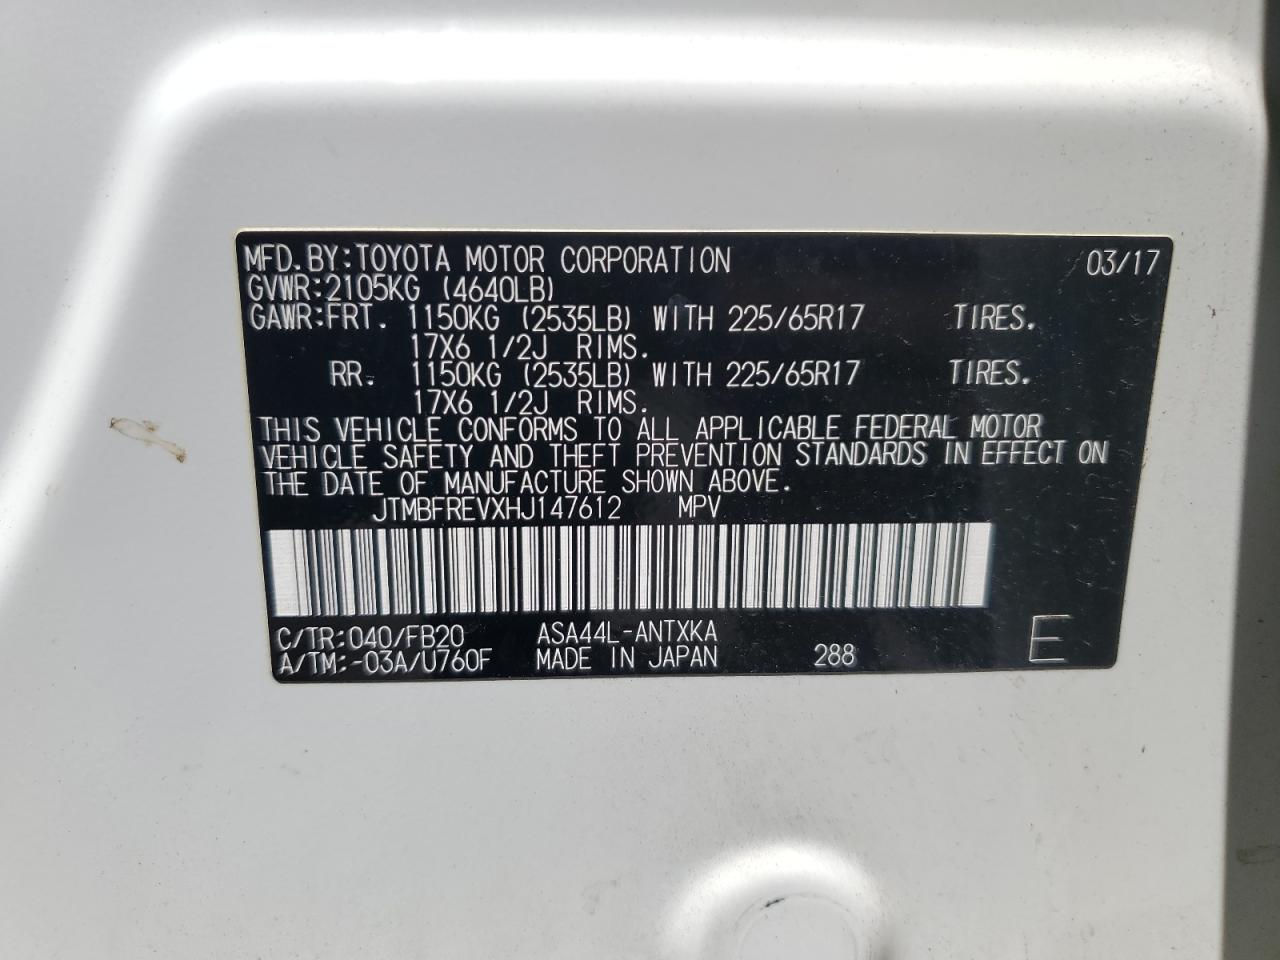 MFD. BY: TOYOTA MOTOR CORPORATION 03/17
GVWR: 2105KG (4640LB)
GAWR: FRT. 1150KG (2535LB) WITH 225/65R17 TIRES.
17X6 1/2J RIMS.
RR. 1150KG (2535LB) WITH 225/65R17 TIRES.
17X6 1/2J RIMS.
THIS VEHICLE CONFORMS TO ALL APPLICABLE FEDERAL MOTOR
VEHICLE SAFETY AND THEFT PREVENTION STANDARDS IN EFFECT ON
THE DATE OF MANUFACTURE SHOWN ABOVE.
JTMBFREVXHJ147612 MPV
C/TR: 040/FB20 ASA44L-ANTXKA
A/TM: -03A/U760F MADE IN JAPAN 288 E